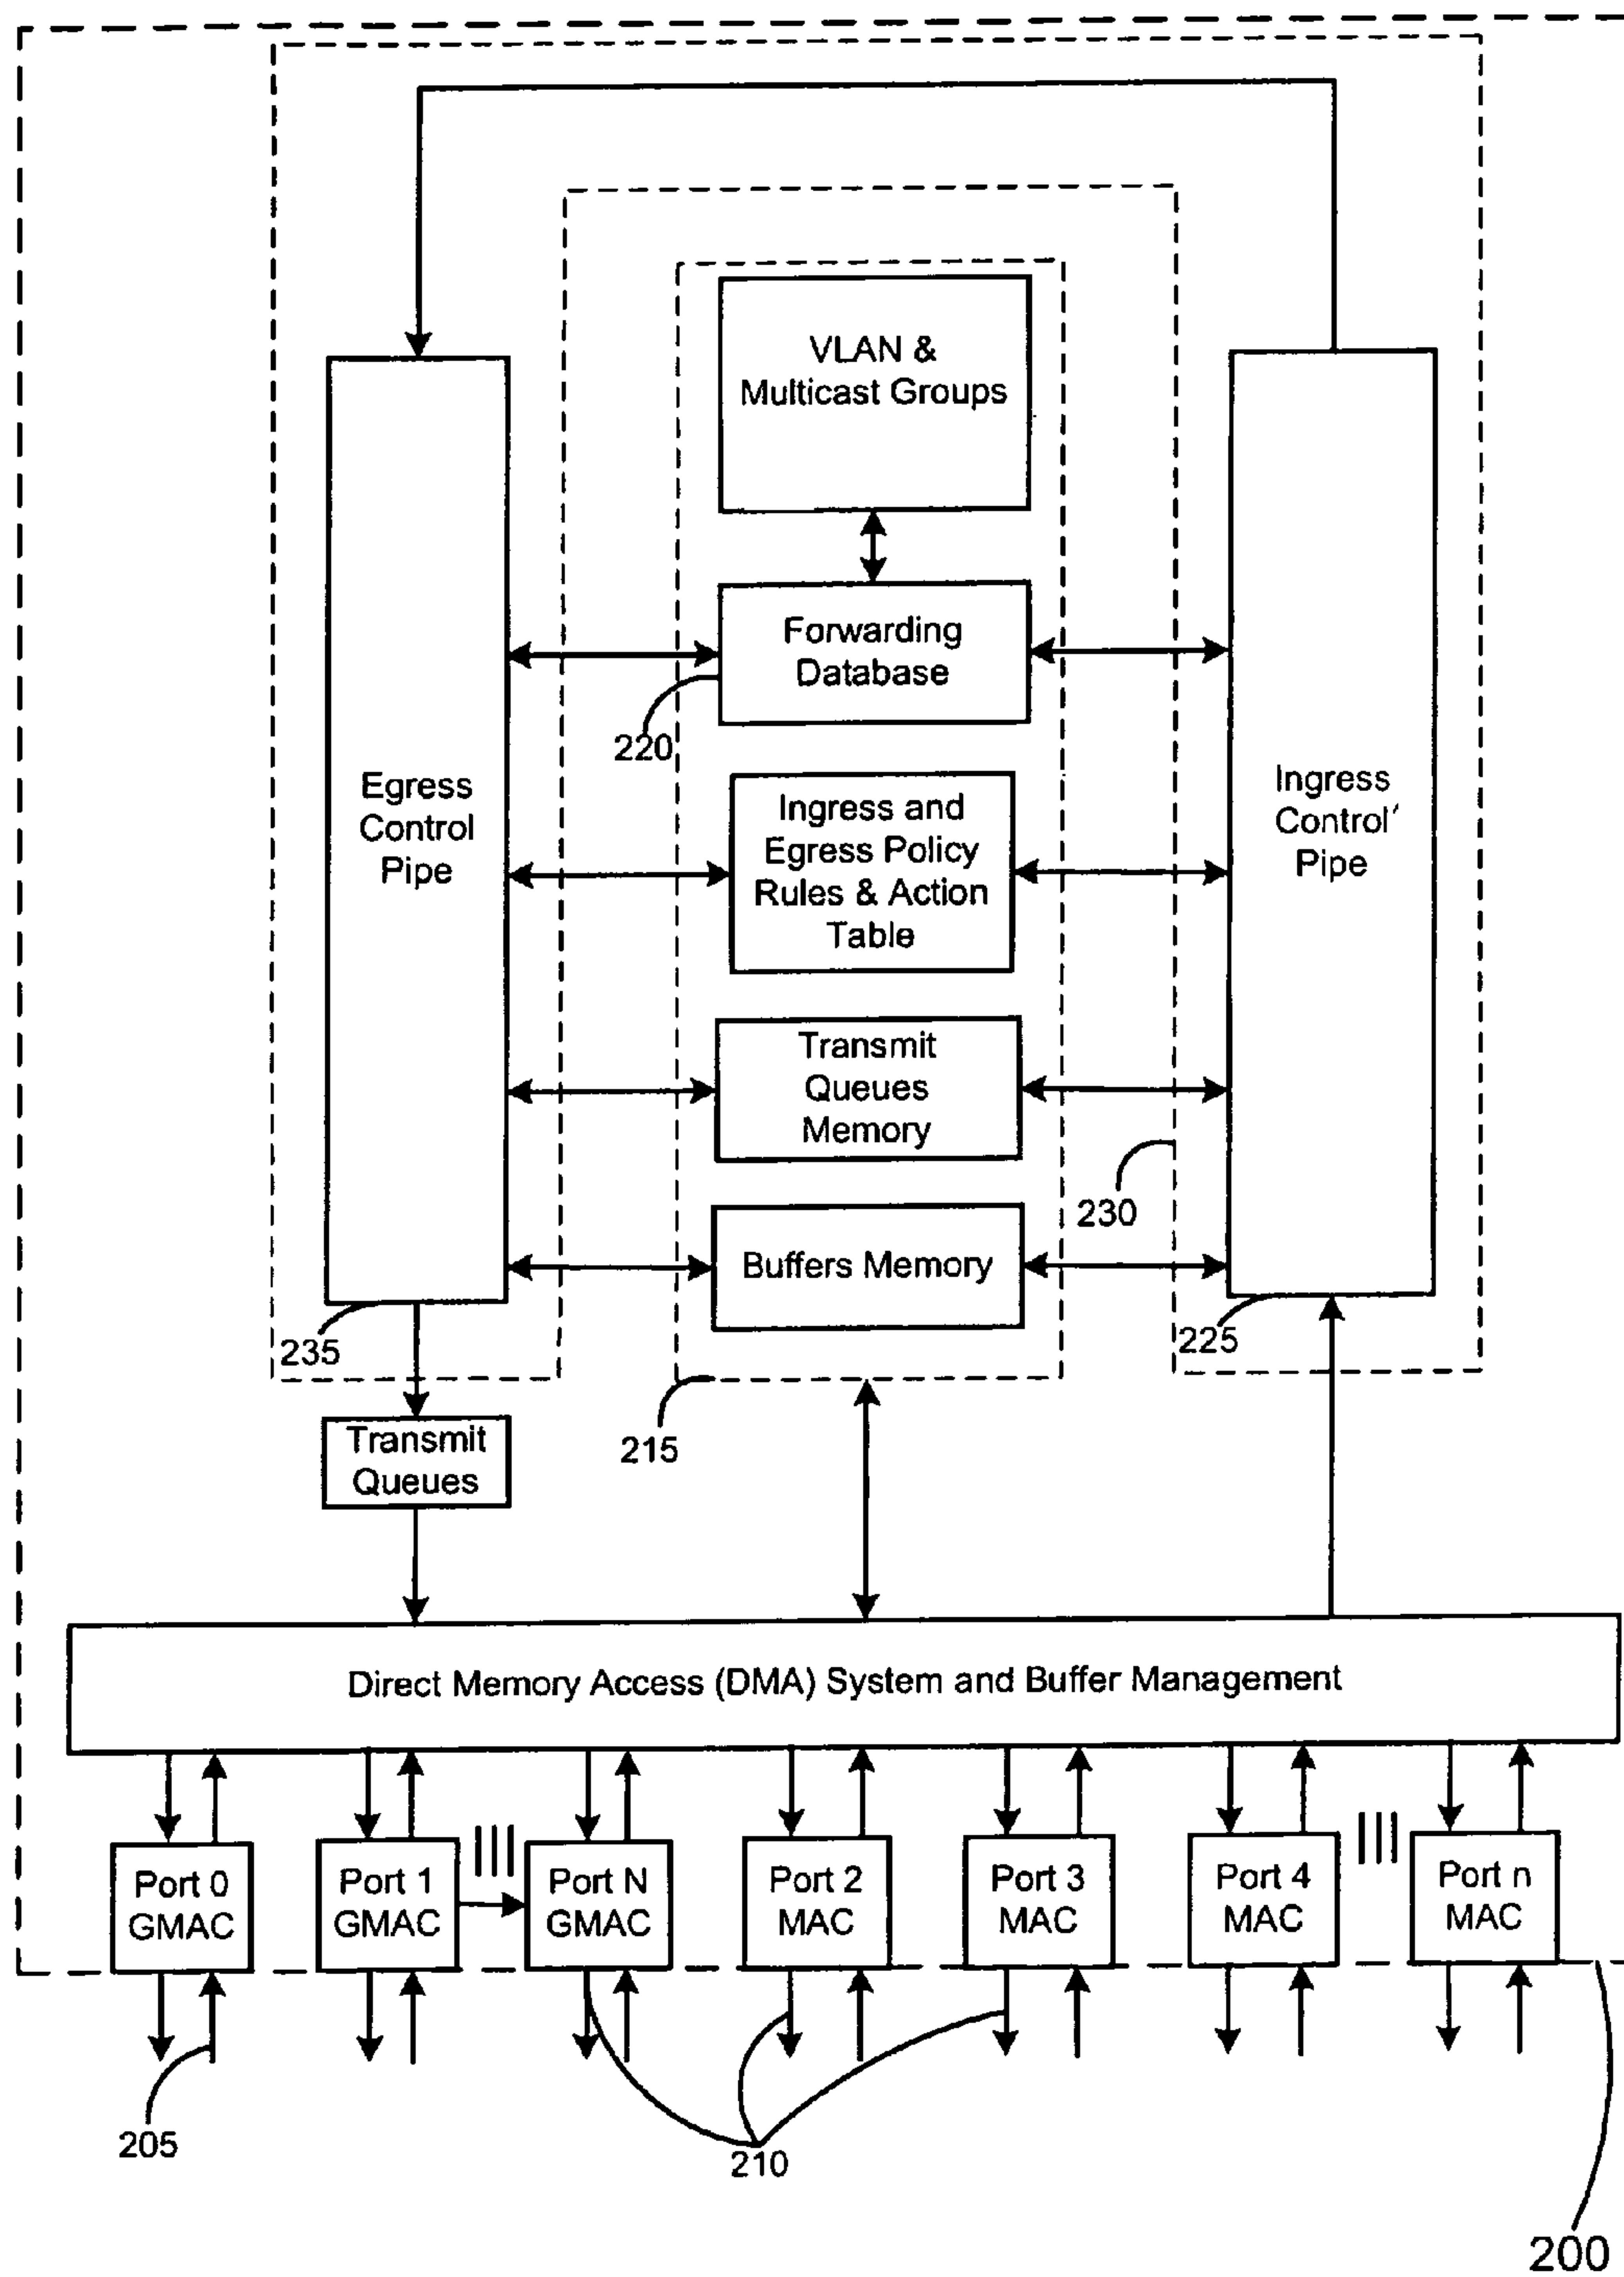 VLAN &
Multicast Groups
Forwarding
Database
220
Egress
Control
Pipe
Ingress and
Egress Policy
Rules & Action
Table
Ingress
Control
Pipe
Transmit
Queues
Memory
230
Buffers Memory
235
225
215
Transmit
Queues
Direct Memory Access (DMA) System and Buffer Management
Port 0
GMAC
Port 1
GMAC
Port N
GMAC
Port 2
MAC
Port 3
MAC
Port 4
MAC
Port n
MAC
205
210
200